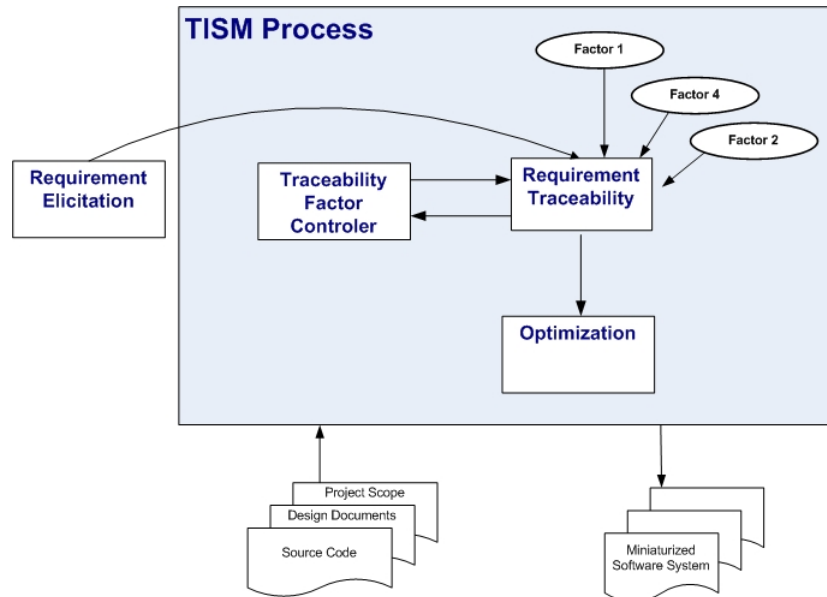 TISM Process
Factor 1
Factor 4
Factor 2
Requirement
Elicitation
Traceability
Factor
Controler
Requirement
Traceability
Optimization
Project Scope
Design Documents
Source Code
Miniaturized
Software System